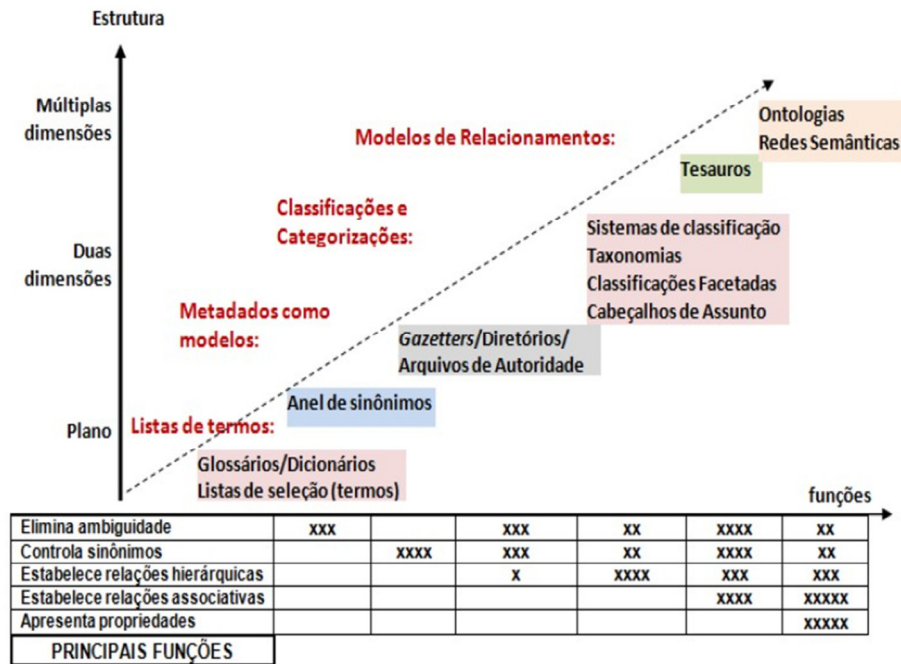 Estrutura
Múltiplas
dimensões
Ontologias
Redes Semânticas
Modelos de Relacionamentos:
Tesauros
Classificações e
Categorizações:
Duas
dimensões
Sistemas de classificação
Taxonomias
Classificações Facetadas
Cabeçalhos de Assunto
Metadados como
modelos:
Gazetters/Diretórios/
Arquivos de Autoridade
Anel de sinônimos
Plano
Listas de termos:
Glossários/Dicionários
Listas de seleção (termos)
funções
Elimina ambiguidade xxx xxx xx xxxx xx
Controla sinônimos xxxx xxx xx xxxx xx
Estabelece relações hierárquicas x xxxx xxx xxx
Estabelece relações associativas xxxx xxxxx
Apresenta propriedades xxxxx
PRINCIPAIS FUNÇÕES